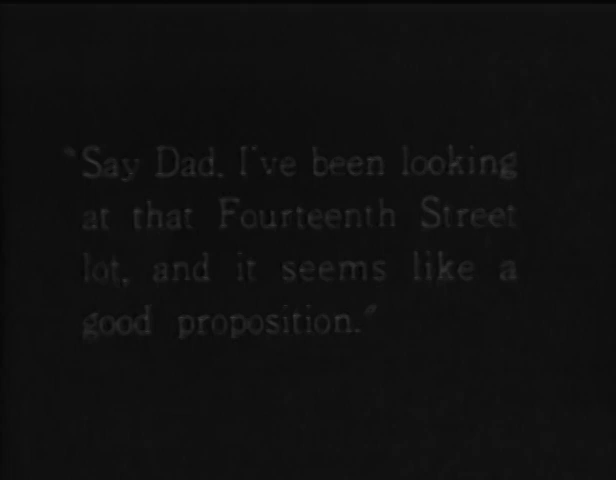 "Say Dad, I've been looking
at that Fourteenth Street
lot, and it seems like a
good proposition."